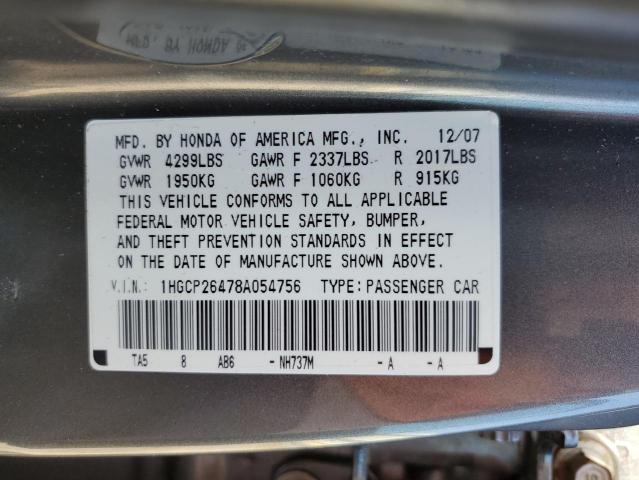 MFD. BY HONDA OF AMERICA MFG., INC. 12/07
GVWR 4299LBS GAWR F 2337LBS R 2017LBS
GVWR 1950KG GAWR F 1060KG R 915KG
THIS VEHICLE CONFORMS TO ALL APPLICABLE
FEDERAL MOTOR VEHICLE SAFETY, BUMPER,
AND THEFT PREVENTION STANDARDS IN EFFECT
ON THE DATE OF MANUFACTURE SHOWN ABOVE.
V.I.N.: 1HGCP26478A054756 TYPE: PASSENGER CAR
TA5 8 AB6 - NH737M - A - A